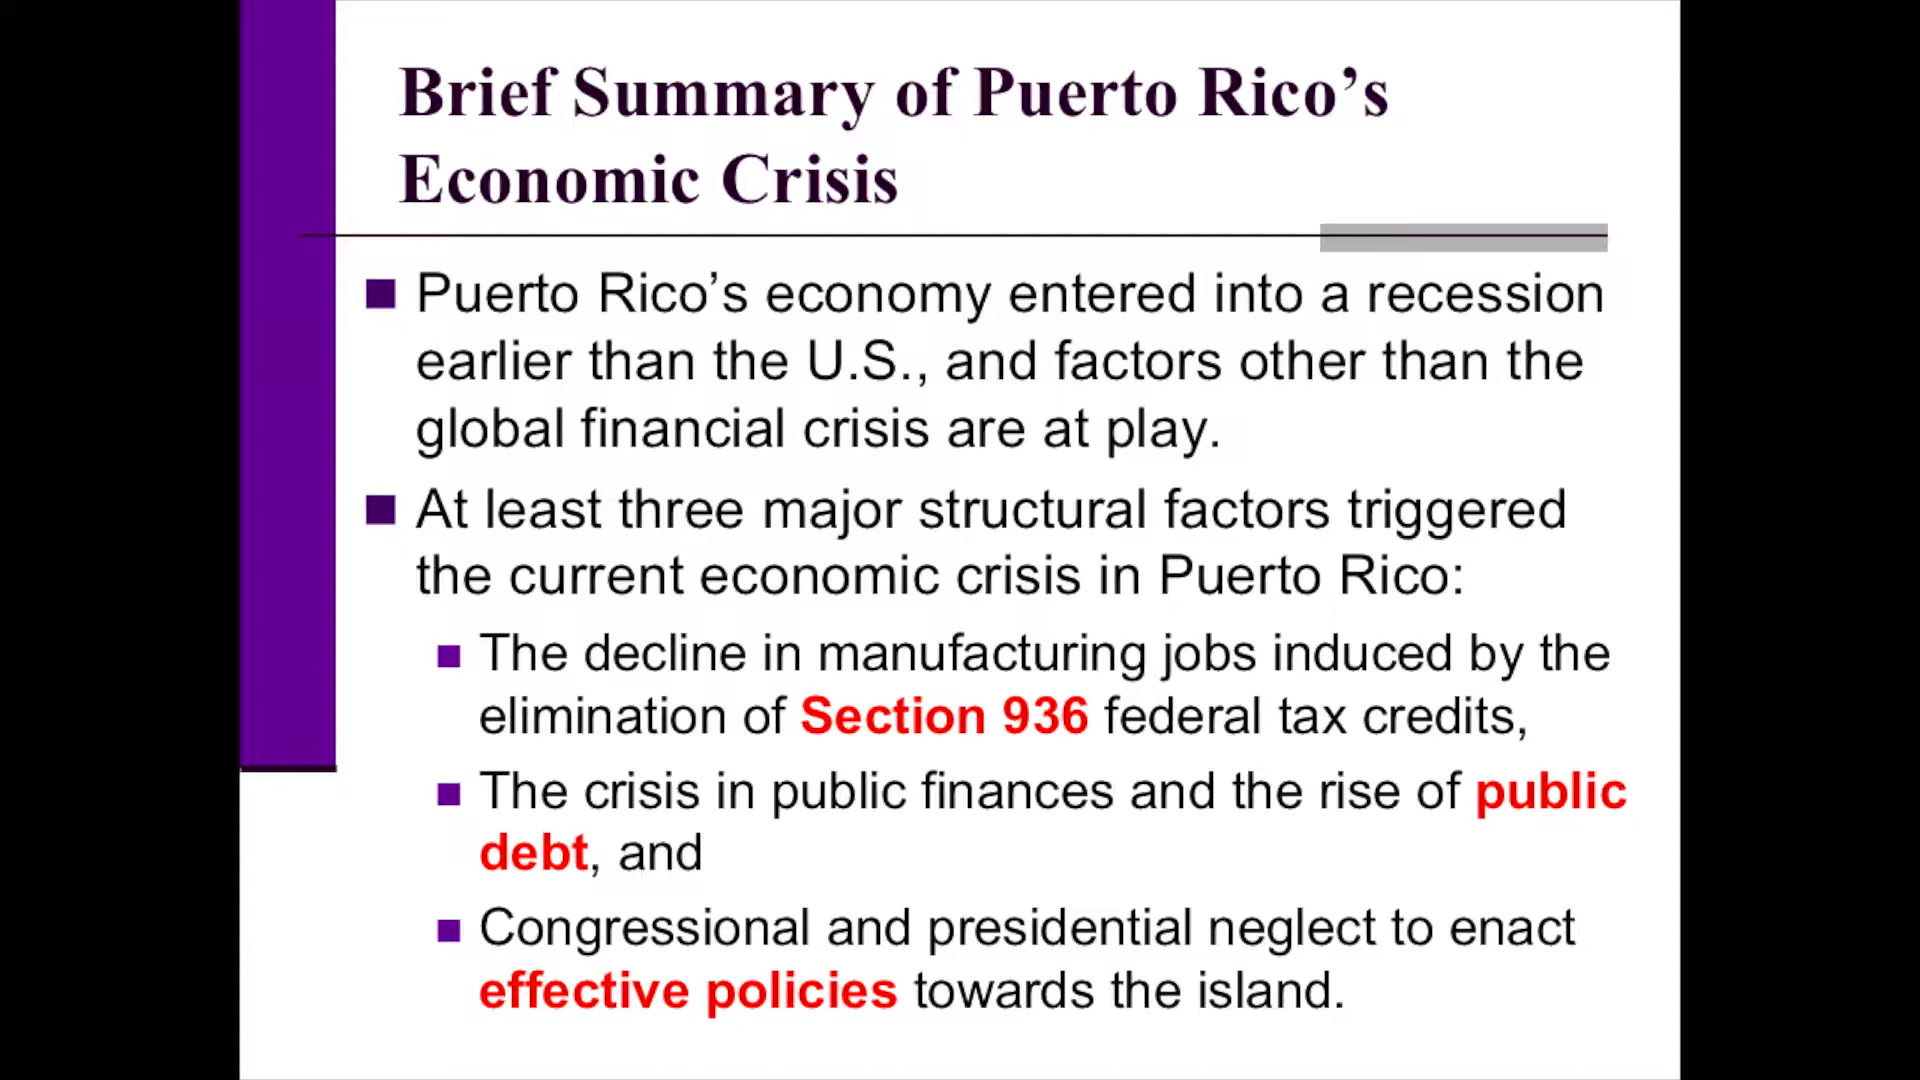 Brief Summary of Puerto Rico’s
Economic Crisis
Puerto Rico’s economy entered into a recession
earlier than the U.S., and factors other than the
global financial crisis are at play.
At least three major structural factors triggered
the current economic crisis in Puerto Rico:
The decline in manufacturing jobs induced by the
elimination of Section 936 federal tax credits,
The crisis in public finances and the rise of public
debt, and
Congressional and presidential neglect to enact
effective policies towards the island.